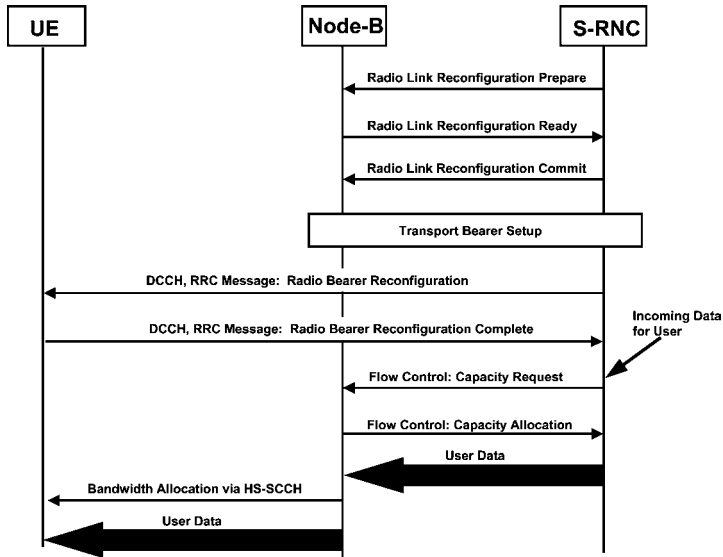 UE
Node-B
S-RNC
Radio Link Reconfiguration Prepare
Radio Link Reconfiguration Ready
Radio Link Reconfiguration Commit
Transport Bearer Setup
DCCH, RRC Message: Radio Bearer Reconfiguration
Incoming Data
for User
DCCH, RRC Message: Radio Bearer Reconfiguration Complete
Flow Control: Capacity Request
Flow Control: Capacity Allocation
User Data
Bandwidth Allocation via HS-SCCH
User Data